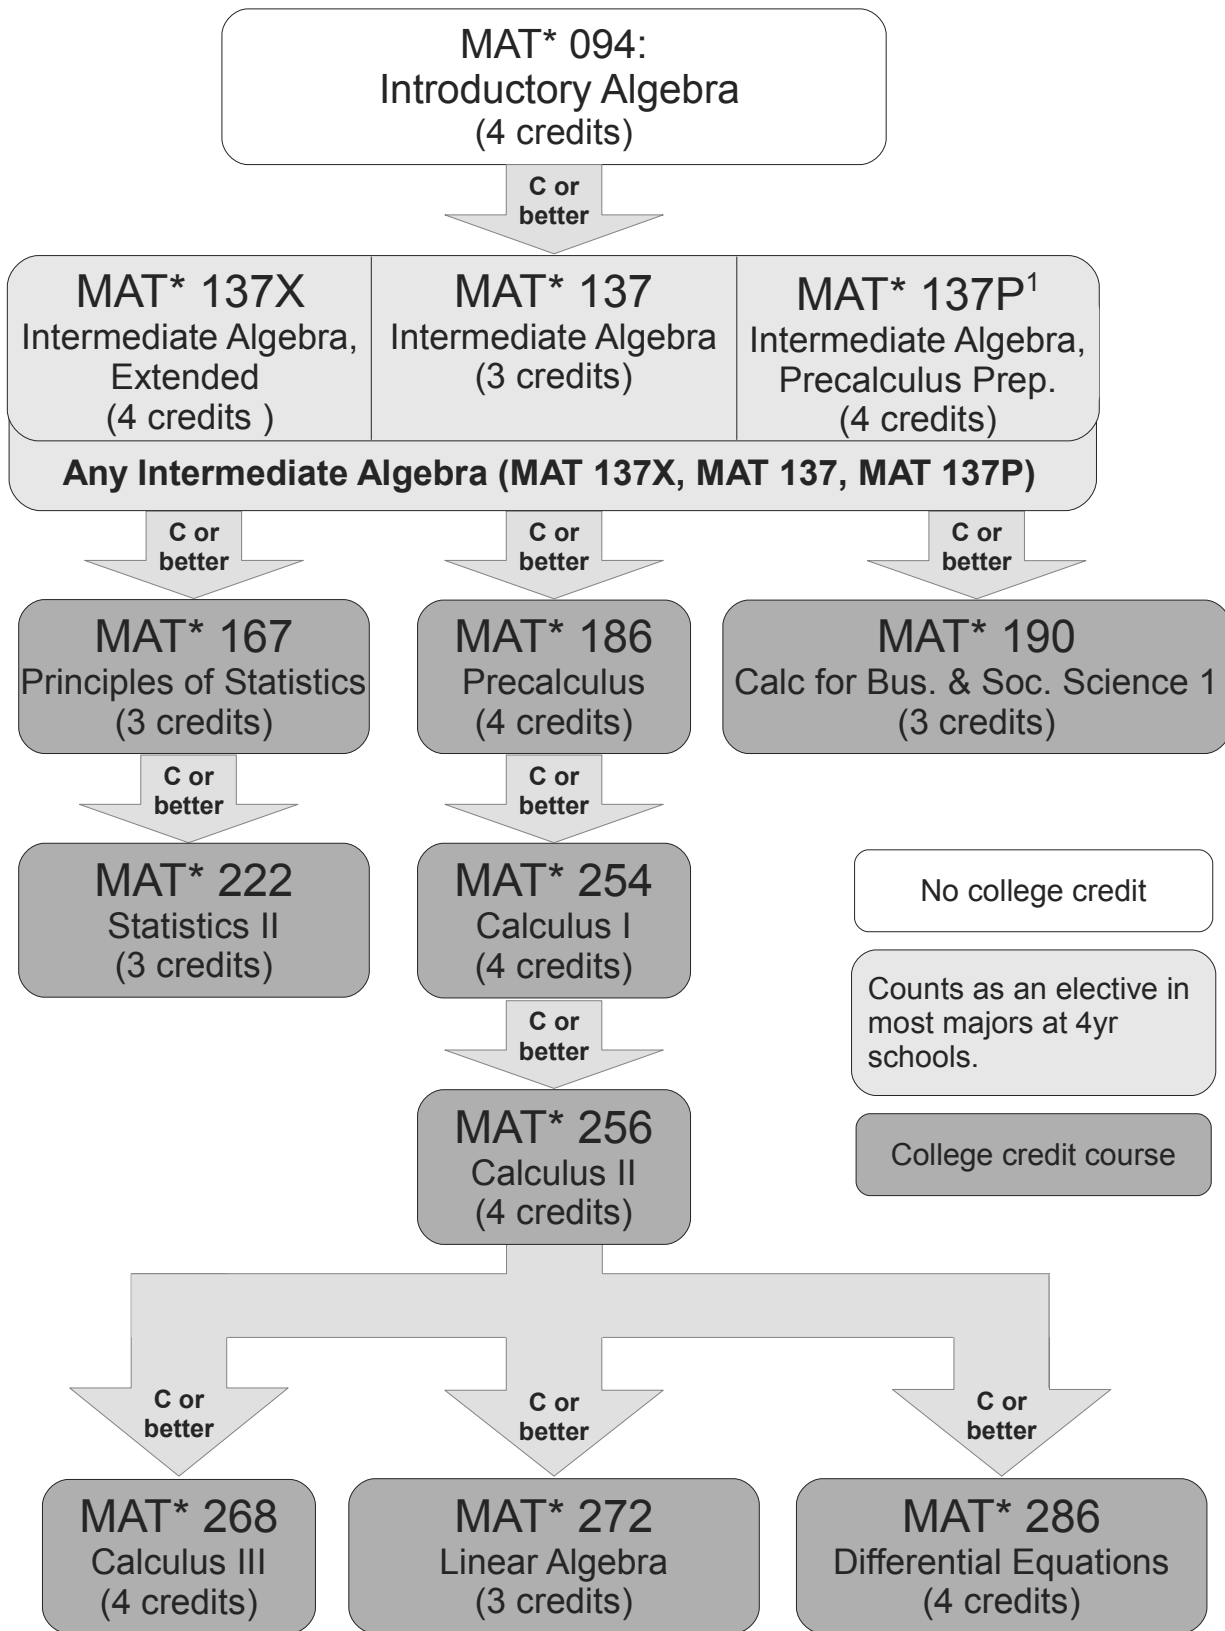 MAT* 094:
Introductory Algebra
(4 credits)
C or
better
MAT* 137X
Intermediate Algebra,
Extended
(4 credits )
MAT* 137
Intermediate Algebra
(3 credits)
MAT* 137P¹
Intermediate Algebra,
Precalculus Prep.
(4 credits)
Any Intermediate Algebra (MAT 137X, MAT 137, MAT 137P)
C or
better
C or
better
C or
better
MAT* 167
Principles of Statistics
(3 credits)
MAT* 186
Precalculus
(4 credits)
MAT* 190
Calc for Bus. & Soc. Science 1
(3 credits)
C or
better
C or
better
MAT* 222
Statistics II
(3 credits)
MAT* 254
Calculus I
(4 credits)
No college credit
Counts as an elective in
most majors at 4yr
schools.
College credit course
C or
better
MAT* 256
Calculus II
(4 credits)
C or
better
C or
better
C or
better
MAT* 268
Calculus III
(4 credits)
MAT* 272
Linear Algebra
(3 credits)
MAT* 286
Differential Equations
(4 credits)